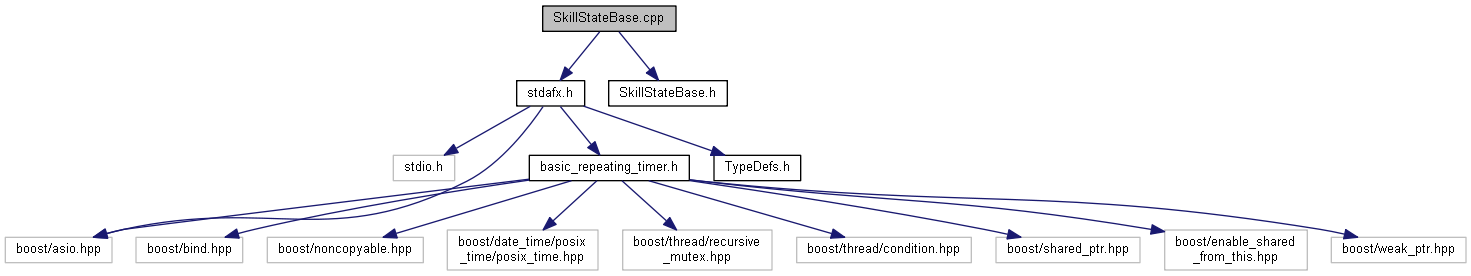 SkillStateBase.cpp
stdafx.h
SkillStateBase.h
stdio.h
basic_repeating_timer.h
TypeDefs.h
boost/asio.hpp
boost/bind.hpp
boost/noncopyable.hpp
boost/date_time/posix
_time/posix_time.hpp
boost/thread/recursive
_mutex.hpp
boost/thread/condition.hpp
boost/shared_ptr.hpp
boost/enable_shared
_from_this.hpp
boost/weak_ptr.hpp